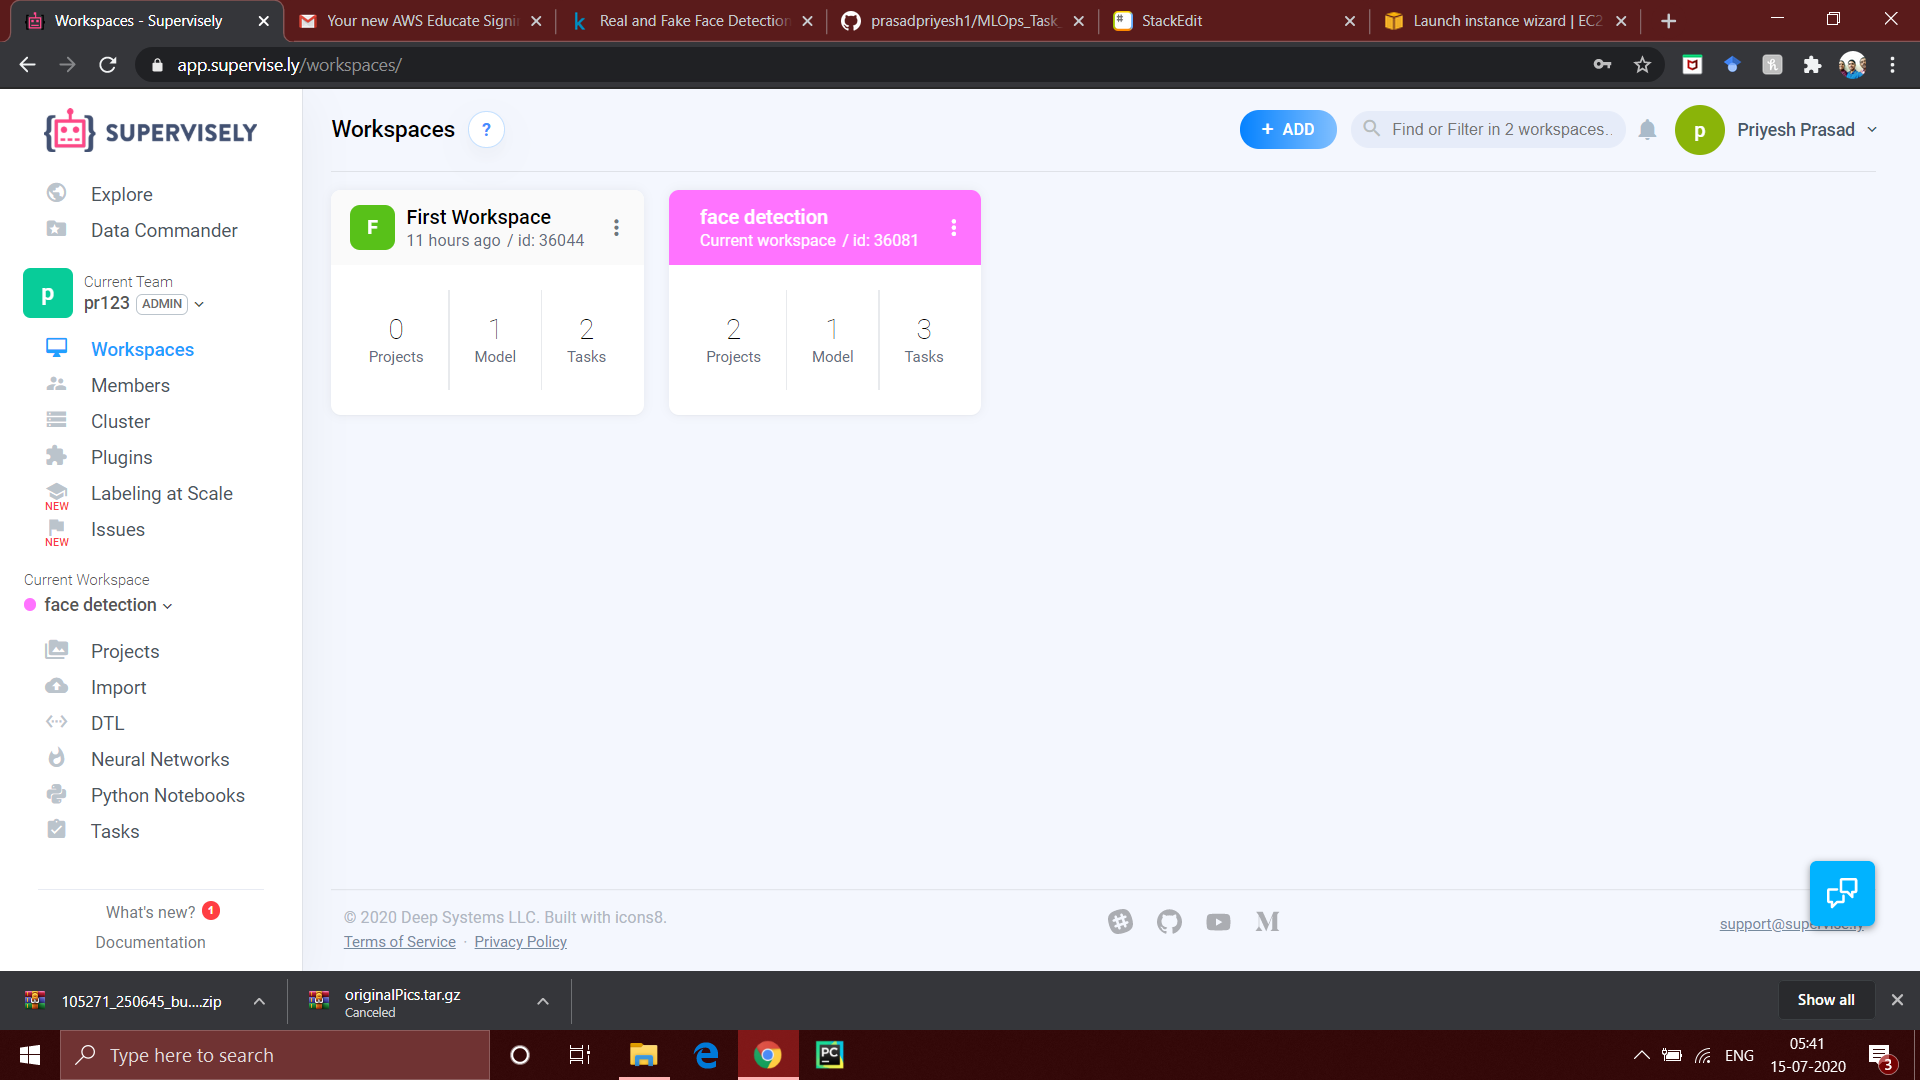 Workspaces - Supervisely
Your new AWS Educate Signi
Real and Fake Face Detection
prasadpriyesh1/MLOps_Task_
StackEdit
Launch instance wizard | EC2
app.supervise.ly/workspaces/
SUPERVISELY
Workspaces ?
+ ADD
Find or Filter in 2 workspaces..
p
Priyesh Prasad
Explore
Data Commander
Current Team
p
pr123 ADMIN
Workspaces
Members
Cluster
Plugins
Labeling at Scale
NEW
Issues
NEW
Current Workspace
face detection
Projects
Import
DTL
Neural Networks
Python Notebooks
Tasks
What's new? 1
Documentation
F
First Workspace
11 hours ago / id: 36044
0
Projects
1
Model
2
Tasks
face detection
Current workspace / id: 36081
2
Projects
1
Model
3
Tasks
© 2020 Deep Systems LLC. Built with icons8.
Terms of Service · Privacy Policy
support@supervise.ly
105271_250645_bu....zip
originalPics.tar.gz
Canceled
Show all
Type here to search
PC
ENG
05:41
15-07-2020
3